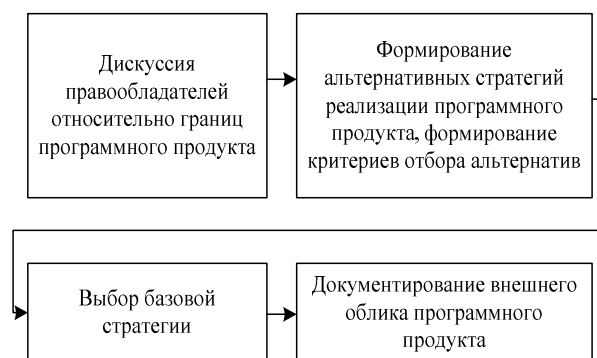 Дискуссия
правообладателей
относительно границ
программного продукта
Формирование
альтернативных стратегий
реализации программного
продукта, формирование
критериев отбора альтернатив
Выбор базовой
стратегии
Документирование внешнего
облика программного
продукта